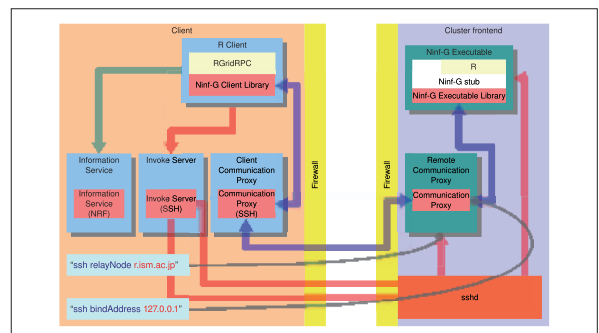 Client
Cluster frontend
R Client
RGridRPC
Ninf-G Client Library
Ninf-G Executable
R
Ninf-G stub
Ninf-G Executable Library
Firewall
Firewall
Information
Service
Information
Service
(NRF)
Invoke Server
Invoke Server
(SSH)
Client
Communication
Proxy
Communication
Proxy
(SSH)
Remote
Communication
Proxy
Communication
Proxy
"ssh relayNode r.ism.ac.jp"
"ssh bindAddress 127.0.0.1"
sshd